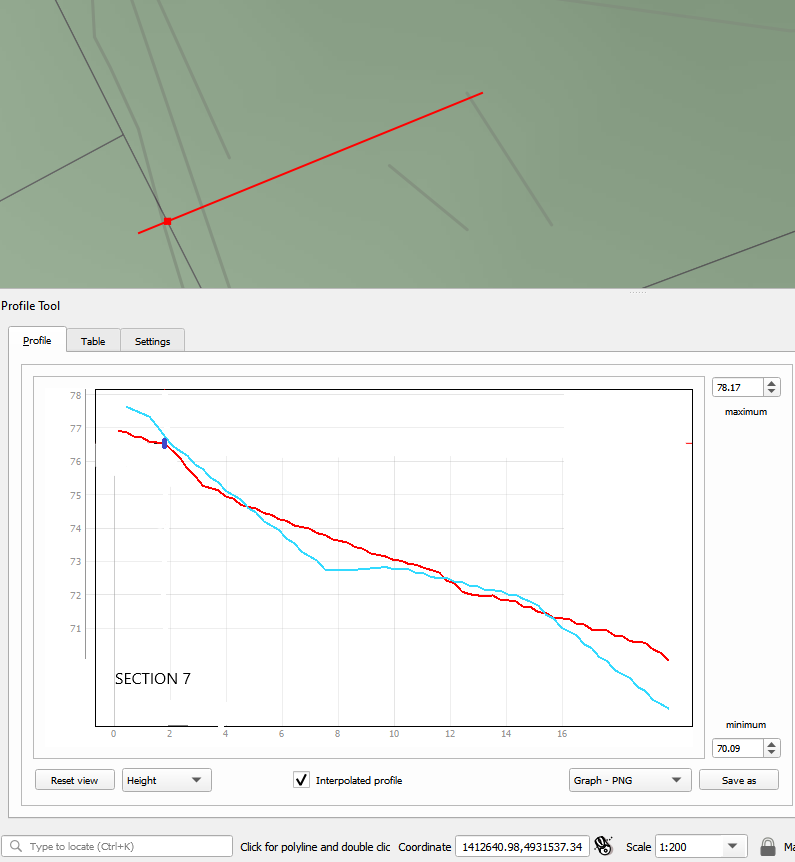 Profile Tool
Profile Table Settings
78
77
76
75
74
73
72
71
SECTION 7
0 2 4 6 8 10 12 14 16
78.17
maximum
minimum
70.09
Reset view Height Interpolated profile Graph - PNG Save as
Type to locate (Ctrl+K) Click for polyline and double clic Coordinate 1412640.98,4931537.34 Scale 1:200 Ma